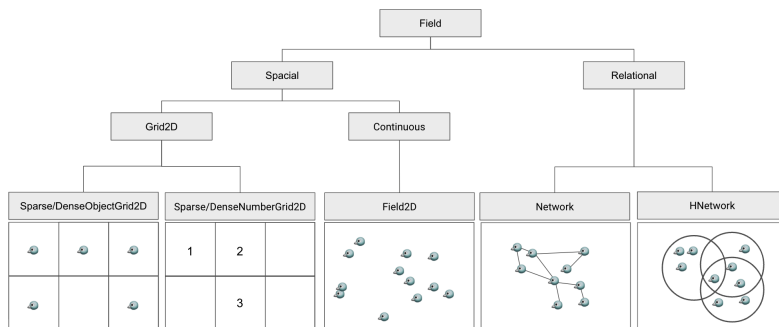 Field
Spacial
Relational
Grid2D
Continuous
Sparse/DenseObjectGrid2D
Sparse/DenseNumberGrid2D
Field2D
Network
HNetwork
1 2
3